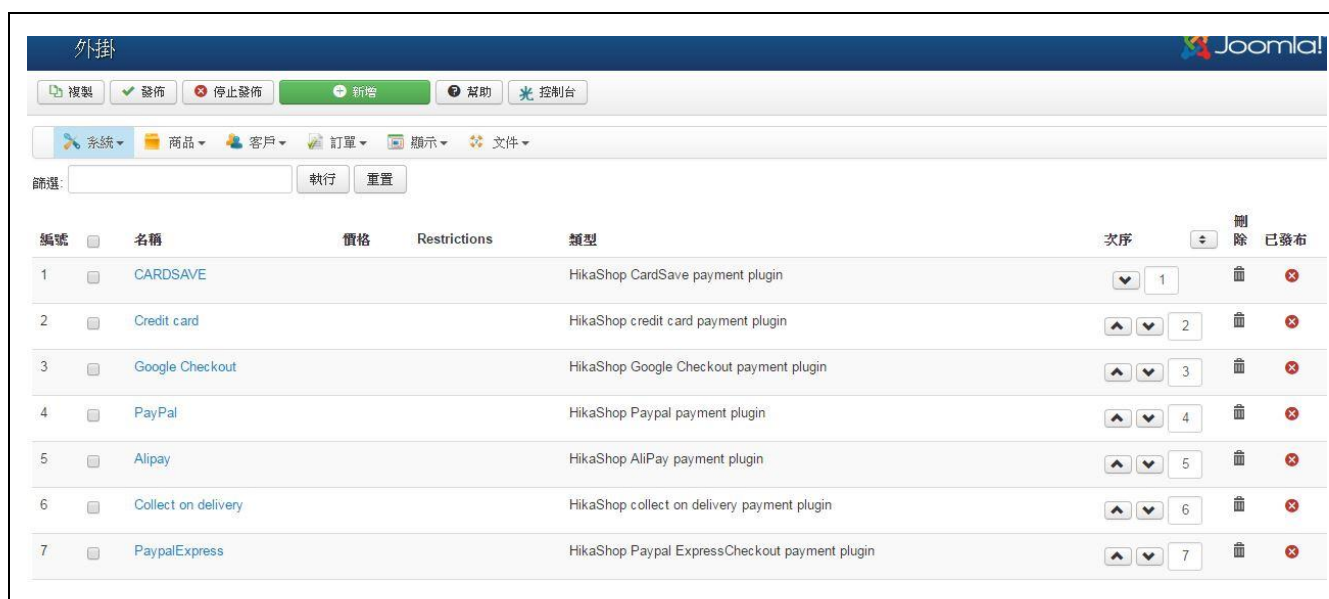 外掛 Joomla!
複製 發佈 停止發佈 新增 幫助 控制台
系統 商品 客戶 訂單 顯示 文件
篩選: 執行 重置
編號 名稱 價格 Restrictions 類型 次序 刪除 已發布
1 CARDSAVE HikaShop CardSave payment plugin 1
2 Credit card HikaShop credit card payment plugin 2
3 Google Checkout HikaShop Google Checkout payment plugin 3
4 PayPal HikaShop Paypal payment plugin 4
5 Alipay HikaShop AliPay payment plugin 5
6 Collect on delivery HikaShop collect on delivery payment plugin 6
7 PaypalExpress HikaShop Paypal ExpressCheckout payment plugin 7